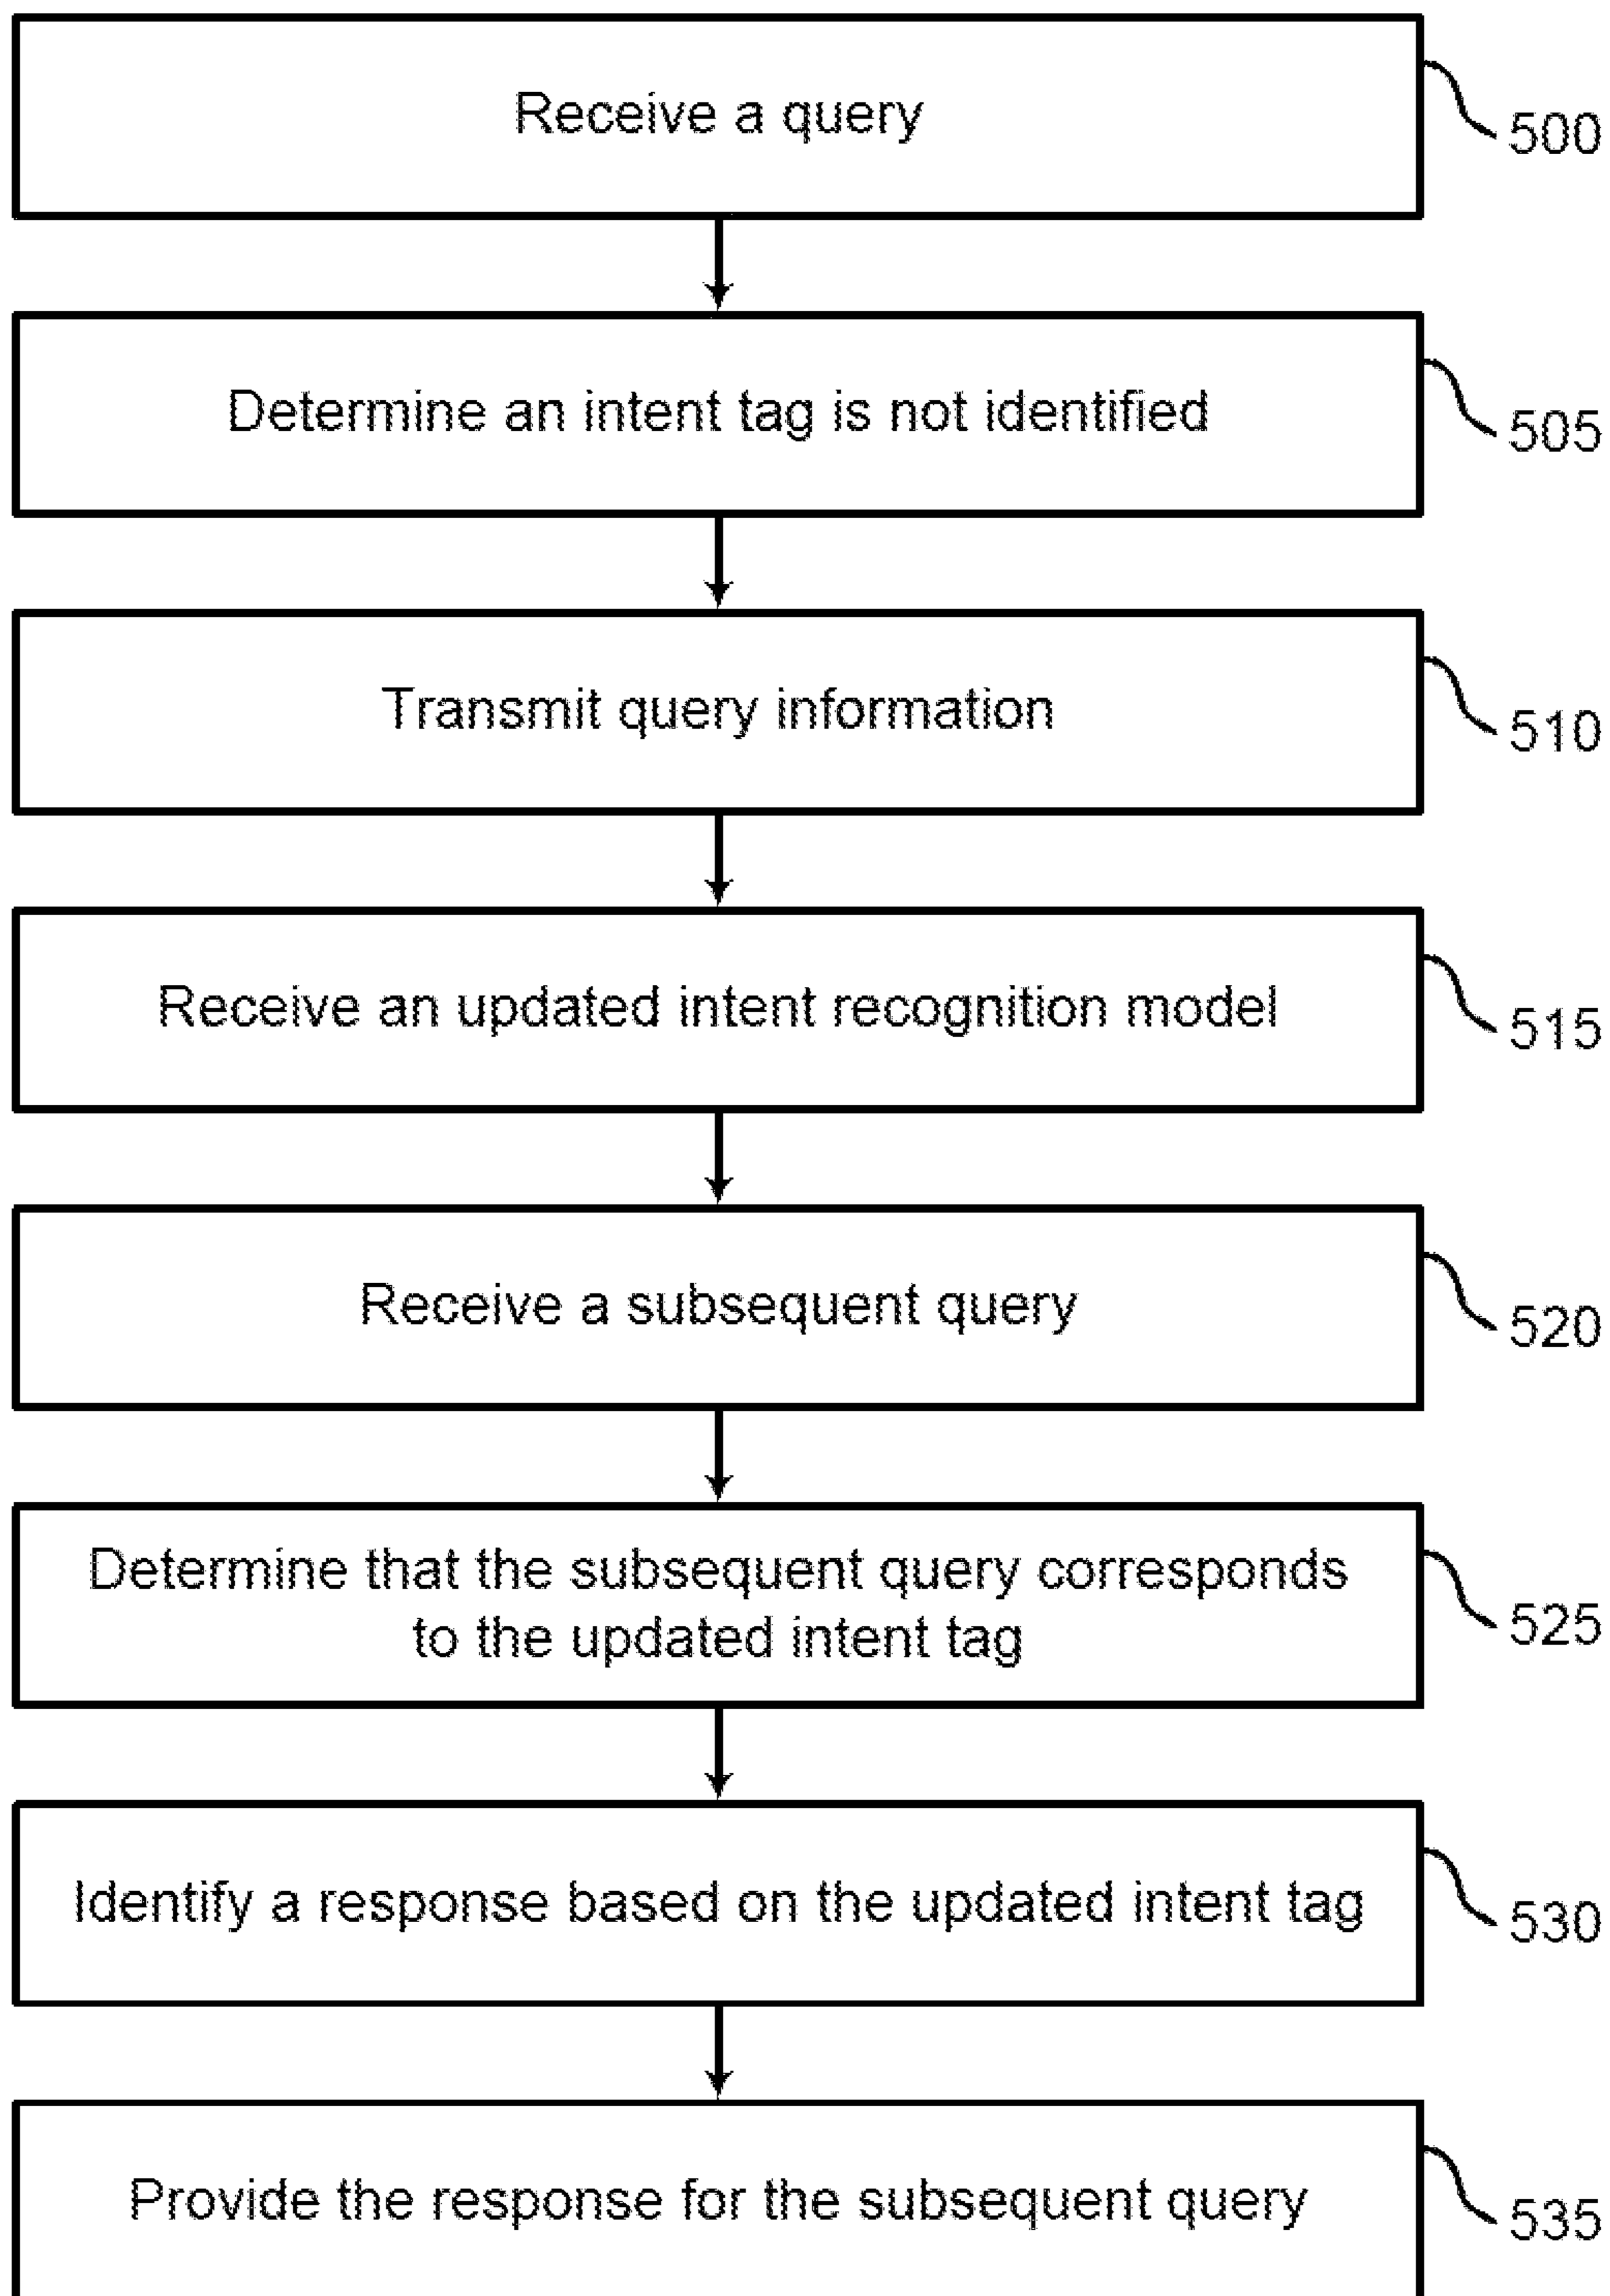 Receive a query
500
Determine an intent tag is not identified
505
Transmit query information
510
Receive an updated intent recognition model
515
Receive a subsequent query
520
Determine that the subsequent query corresponds
to the updated intent tag
525
Identify a response based on the updated intent tag
530
Provide the response for the subsequent query
535